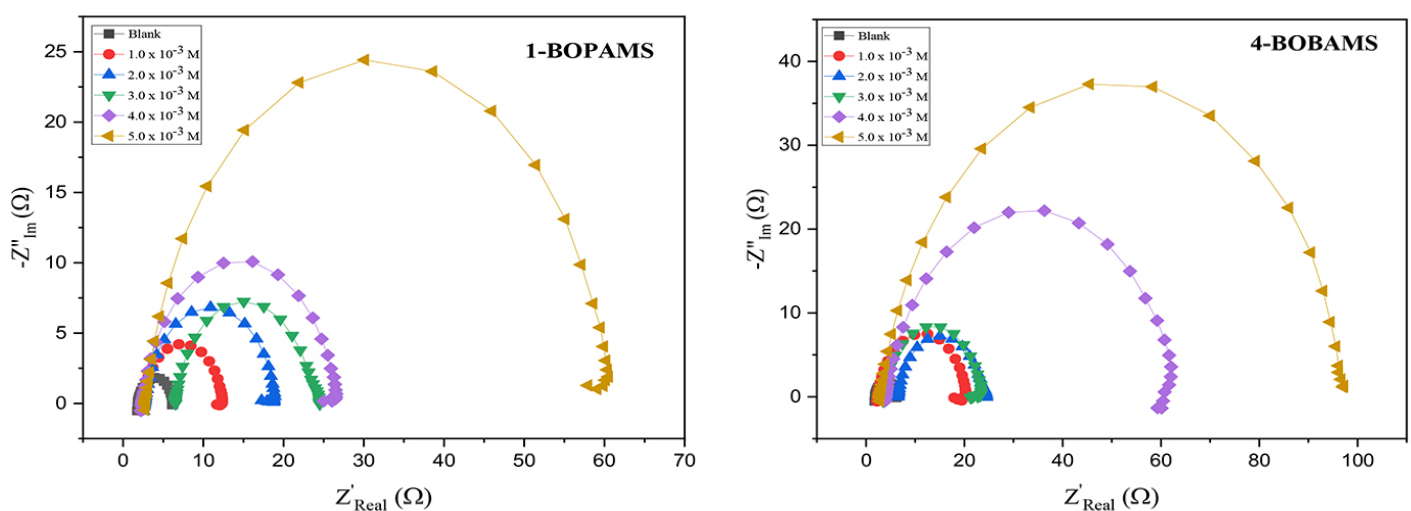 1-BOPAMS
Blank
1.0 x 10⁻³ M
2.0 x 10⁻³ M
3.0 x 10⁻³ M
4.0 x 10⁻³ M
5.0 x 10⁻³ M
-Z"Im (Ω)
25
20
15
10
5
0
0 10 20 30 40 50 60 70
Z'Real (Ω)
4-BOBAMS
Blank
1.0 x 10⁻³ M
2.0 x 10⁻³ M
3.0 x 10⁻³ M
4.0 x 10⁻³ M
5.0 x 10⁻³ M
-Z"Im (Ω)
40
30
20
10
0
0 20 40 60 80 100
Z'Real (Ω)